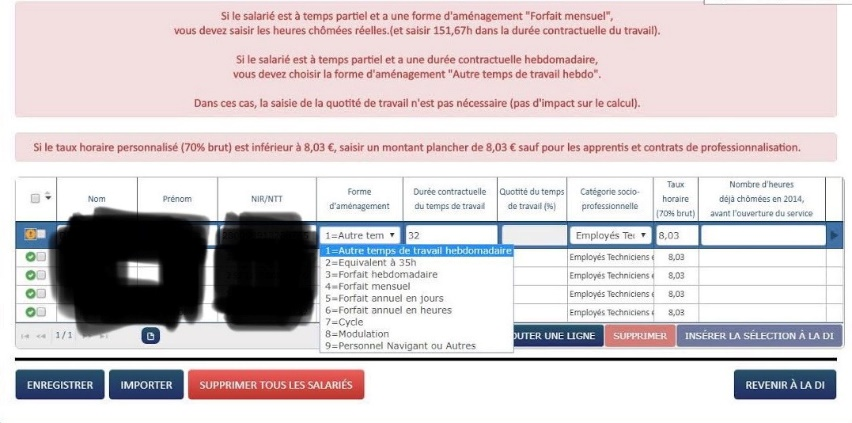 Si le salarié est à temps partiel et a une forme d'aménagement "Forfait mensuel",
vous devez saisir les heures chômées réelles.(et saisir 151,67h dans la durée contractuelle du travail).
Si le salarié est à temps partiel et a une durée contractuelle hebdomadaire,
vous devez choisir la forme d'aménagement "Autre temps de travail hebdo".
Dans ces cas, la saisie de la quotité de travail n'est pas nécessaire (pas d'impact sur le calcul).
Si le taux horaire personnalisé (70% brut) est inférieur à 8,03 €, saisir un montant plancher de 8,03 € sauf pour les apprentis et contrats de professionnalisation.
Nom Prénom NIR/NTT Forme d'aménagement Durée contractuelle du temps de travail Quotité du temps de travail (%) Catégorie socio-professionnelle Taux horaire (70% brut) Nombre d'heures déjà chômées en 2014, avant l'ouverture du service
1=Autre tem 32 Employés Te 8,03
1=Autre temps de travail hebdomadaire
2=Equivalent à 35h
3=Forfait hebdomadaire
4=Forfait mensuel
5=Forfait annuel en jours
6=Forfait annuel en heures
7=Cycle
8=Modulation
9=Personnel Navigant ou Autres
Employés Techniciens e 8,03
Employés Techniciens e 8,03
Employés Techniciens e 8,03
Employés Techniciens e 8,03
1/1
OUTER UNE LIGNE SUPPRIMER INSÉRER LA SÉLECTION À LA DI
ENREGISTRER IMPORTER SUPPRIMER TOUS LES SALARIÉS REVENIR À LA DI